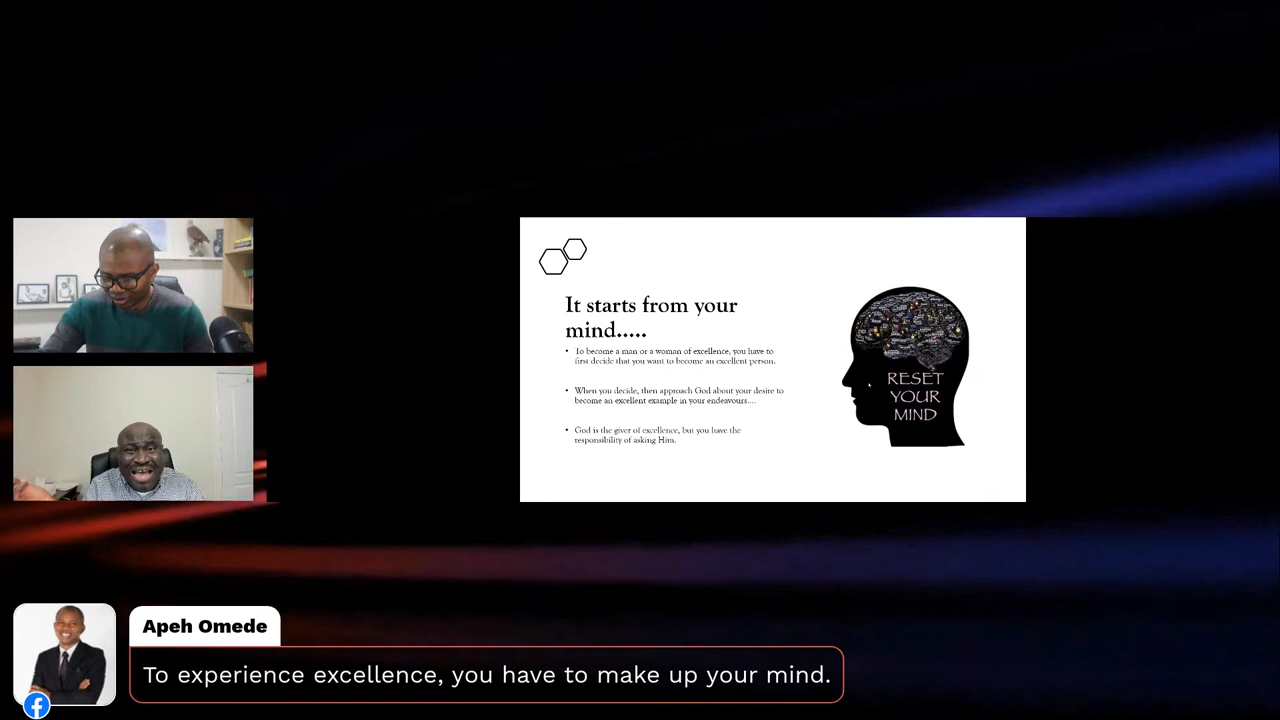 It starts from your
mind.....
• To become a man or a woman of excellence, you have to
first decide that you want to become an excellent person.
• When you decide, then approach God about your desire to
become an excellent example in your endeavours....
• God is the giver of excellence, but you have the
responsibility of asking Him.
RESET
YOUR
MIND
Apeh Omede
To experience excellence, you have to make up your mind.